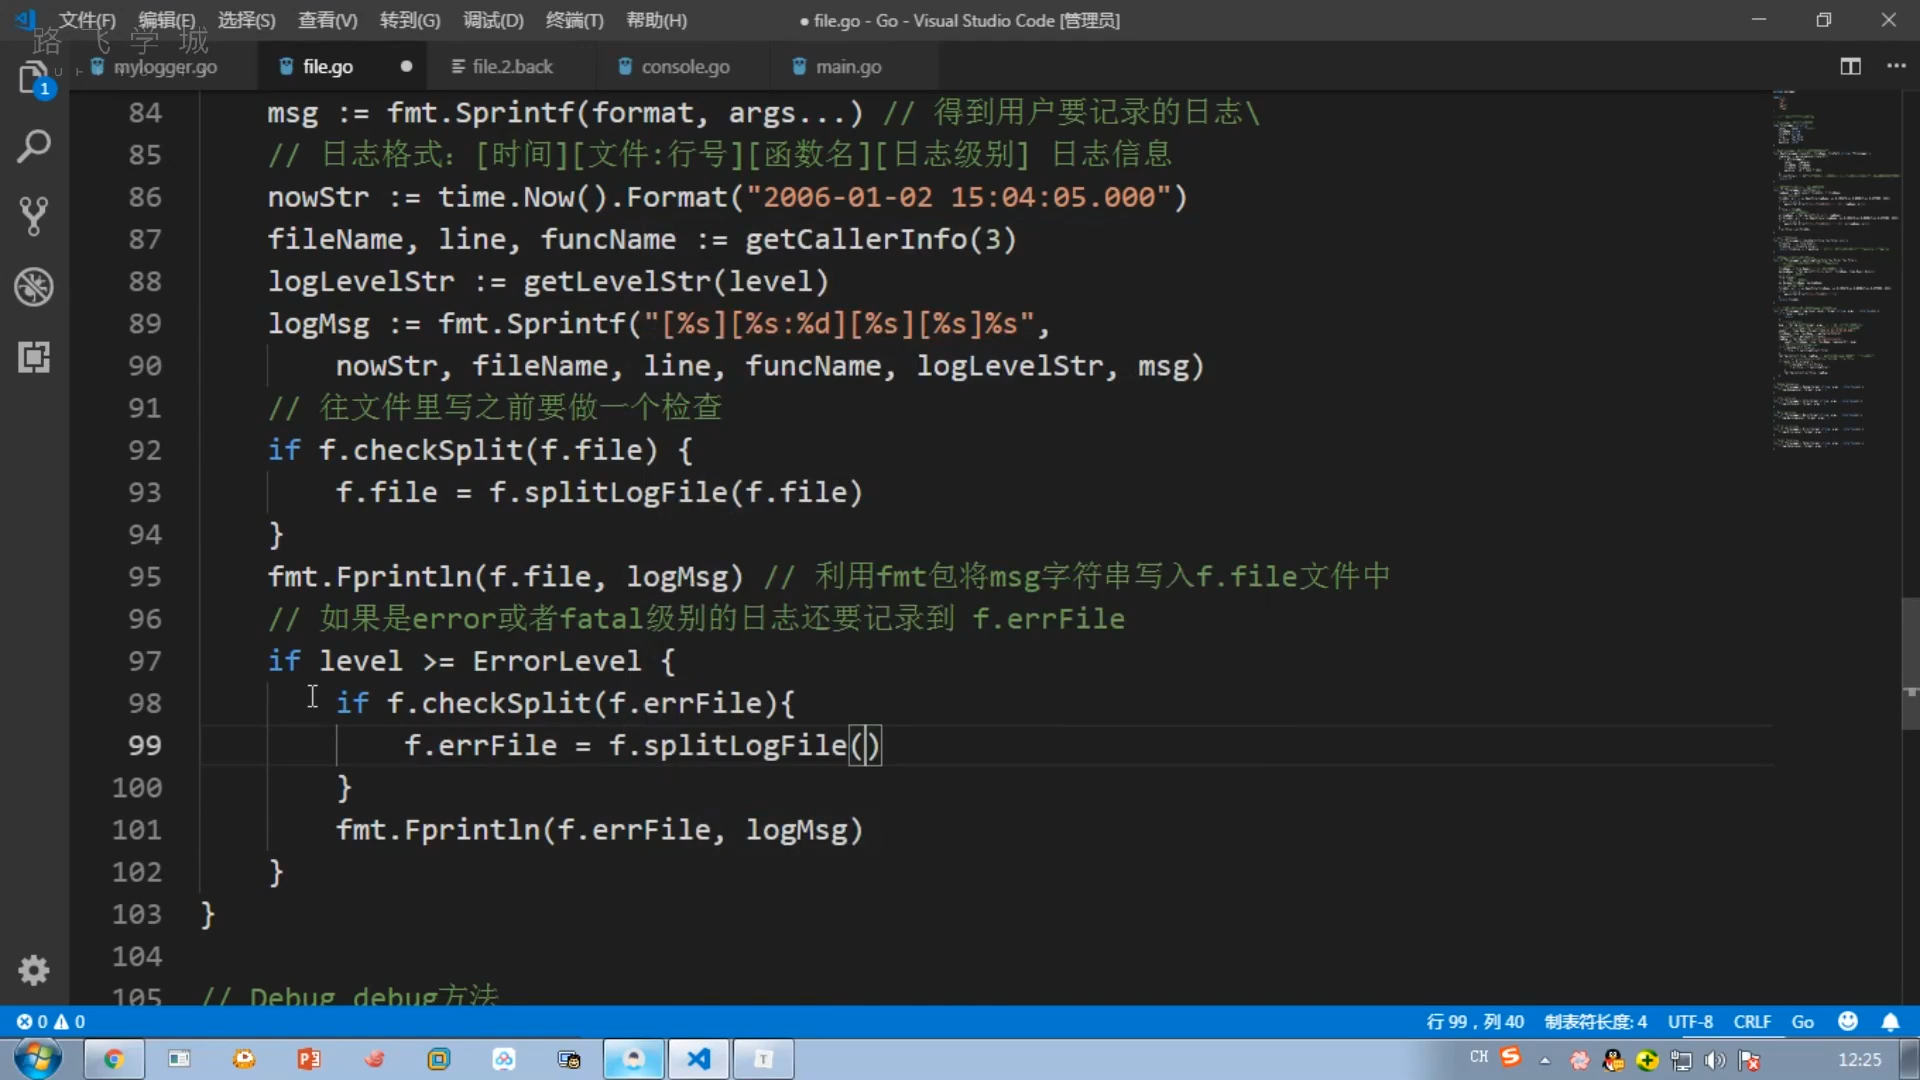 文件(F) 编辑(E) 选择(S) 查看(V) 转到(G) 调试(D) 终端(T) 帮助(H) ● file.go - Go - Visual Studio Code [管理员]
路飞学城
mylogger.go file.go file.2.back console.go main.go
1
84 msg := fmt.Sprintf(format, args...) // 得到用户要记录的日志\
85 // 日志格式: [时间][文件:行号][函数名][日志级别] 日志信息
86 nowStr := time.Now().Format("2006-01-02 15:04:05.000")
87 fileName, line, funcName := getCallerInfo(3)
88 logLevelStr := getLevelStr(level)
89 logMsg := fmt.Sprintf("[%s][%s:%d][%s][%s]%s",
90 nowStr, fileName, line, funcName, logLevelStr, msg)
91 // 往文件里写之前要做一个检查
92 if f.checkSplit(f.file) {
93 f.file = f.splitLogFile(f.file)
94 }
95 fmt.Fprintln(f.file, logMsg) // 利用fmt包将msg字符串写入f.file文件中
96 // 如果是error或者fatal级别的日志还要记录到 f.errFile
97 if level >= ErrorLevel {
98 if f.checkSplit(f.errFile){
99 f.errFile = f.splitLogFile()
100 }
101 fmt.Fprintln(f.errFile, logMsg)
102 }
103 }
104
105 // Debug debug方法
0 0 行 99，列 40 制表符长度: 4 UTF-8 CRLF Go
CH 12:25